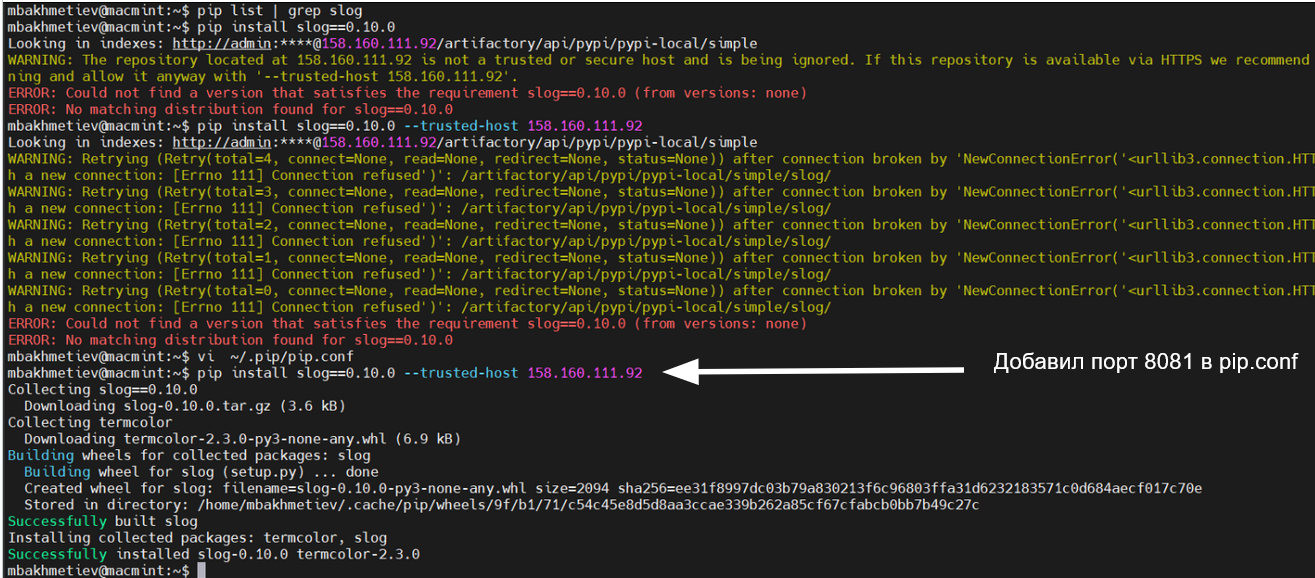 mbakhmetiev@macmint:~$ pip list | grep slog
mbakhmetiev@macmint:~$ pip install slog==0.10.0
Looking in indexes: http://admin:****@158.160.111.92/artifactory/api/pypi/pypi-local/simple
WARNING: The repository located at 158.160.111.92 is not a trusted or secure host and is being ignored. If this repository is available via HTTPS we recommend
ning and allow it anyway with '--trusted-host 158.160.111.92'.
ERROR: Could not find a version that satisfies the requirement slog==0.10.0 (from versions: none)
ERROR: No matching distribution found for slog==0.10.0
mbakhmetiev@macmint:~$ pip install slog==0.10.0 --trusted-host 158.160.111.92
Looking in indexes: http://admin:****@158.160.111.92/artifactory/api/pypi/pypi-local/simple
WARNING: Retrying (Retry(total=4, connect=None, read=None, redirect=None, status=None)) after connection broken by 'NewConnectionError('<urllib3.connection.HTT
h a new connection: [Errno 111] Connection refused')': /artifactory/api/pypi/pypi-local/simple/slog/
WARNING: Retrying (Retry(total=3, connect=None, read=None, redirect=None, status=None)) after connection broken by 'NewConnectionError('<urllib3.connection.HTT
h a new connection: [Errno 111] Connection refused')': /artifactory/api/pypi/pypi-local/simple/slog/
WARNING: Retrying (Retry(total=2, connect=None, read=None, redirect=None, status=None)) after connection broken by 'NewConnectionError('<urllib3.connection.HTT
h a new connection: [Errno 111] Connection refused')': /artifactory/api/pypi/pypi-local/simple/slog/
WARNING: Retrying (Retry(total=1, connect=None, read=None, redirect=None, status=None)) after connection broken by 'NewConnectionError('<urllib3.connection.HTT
h a new connection: [Errno 111] Connection refused')': /artifactory/api/pypi/pypi-local/simple/slog/
WARNING: Retrying (Retry(total=0, connect=None, read=None, redirect=None, status=None)) after connection broken by 'NewConnectionError('<urllib3.connection.HTT
h a new connection: [Errno 111] Connection refused')': /artifactory/api/pypi/pypi-local/simple/slog/
ERROR: Could not find a version that satisfies the requirement slog==0.10.0 (from versions: none)
ERROR: No matching distribution found for slog==0.10.0
mbakhmetiev@macmint:~$ vi  ~/.pip/pip.conf
mbakhmetiev@macmint:~$ pip install slog==0.10.0 --trusted-host 158.160.111.92
Добавил порт 8081 в pip.conf
Collecting slog==0.10.0
  Downloading slog-0.10.0.tar.gz (3.6 kB)
Collecting termcolor
  Downloading termcolor-2.3.0-py3-none-any.whl (6.9 kB)
Building wheels for collected packages: slog
  Building wheel for slog (setup.py) ... done
  Created wheel for slog: filename=slog-0.10.0-py3-none-any.whl size=2094 sha256=ee31f8997dc03b79a830213f6c96803ffa31d6232183571c0d684aecf017c70e
  Stored in directory: /home/mbakhmetiev/.cache/pip/wheels/9f/b1/71/c54c45e8d5d8aa3ccae339b262a85cf67cfabcb0bb7b49c27c
Successfully built slog
Installing collected packages: termcolor, slog
Successfully installed slog-0.10.0 termcolor-2.3.0
mbakhmetiev@macmint:~$